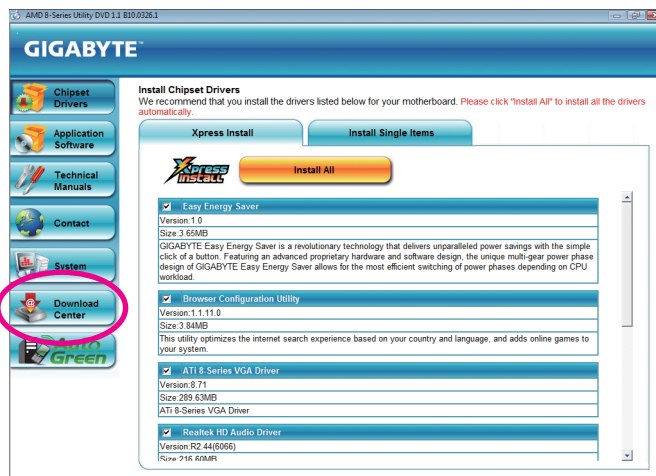 AMD 8-Series Utility DVD 1.1 B10.0326.1
GIGABYTE™
Chipset
Drivers
Application
Software
Technical
Manuals
Contact
System
Download
Center
Auto
Green
Install Chipset Drivers
We recommend that you install the drivers listed below for your motherboard. Please click "Install All" to install all the drivers
automatically.
Xpress Install
Install Single Items
Xpress
Install
Install All
Easy Energy Saver
Version:1.0
Size:3.65MB
GIGABYTE Easy Energy Saver is a revolutionary technology that delivers unparalleled power savings with the simple
click of a button. Featuring an advanced proprietary hardware and software design, the unique multi-gear power phase
design of GIGABYTE Easy Energy Saver allows for the most efficient switching of power phases depending on CPU
workload.
Browser Configuration Utility
Version:1.1.11.0
Size:3.84MB
This utility optimizes the internet search experience based on your country and language, and adds online games to
your system.
ATi 8-Series VGA Driver
Version:8.71
Size:289.63MB
ATi 8-Series VGA Driver
Realtek HD Audio Driver
Version:R2.44(6066)
Size:216.60MB